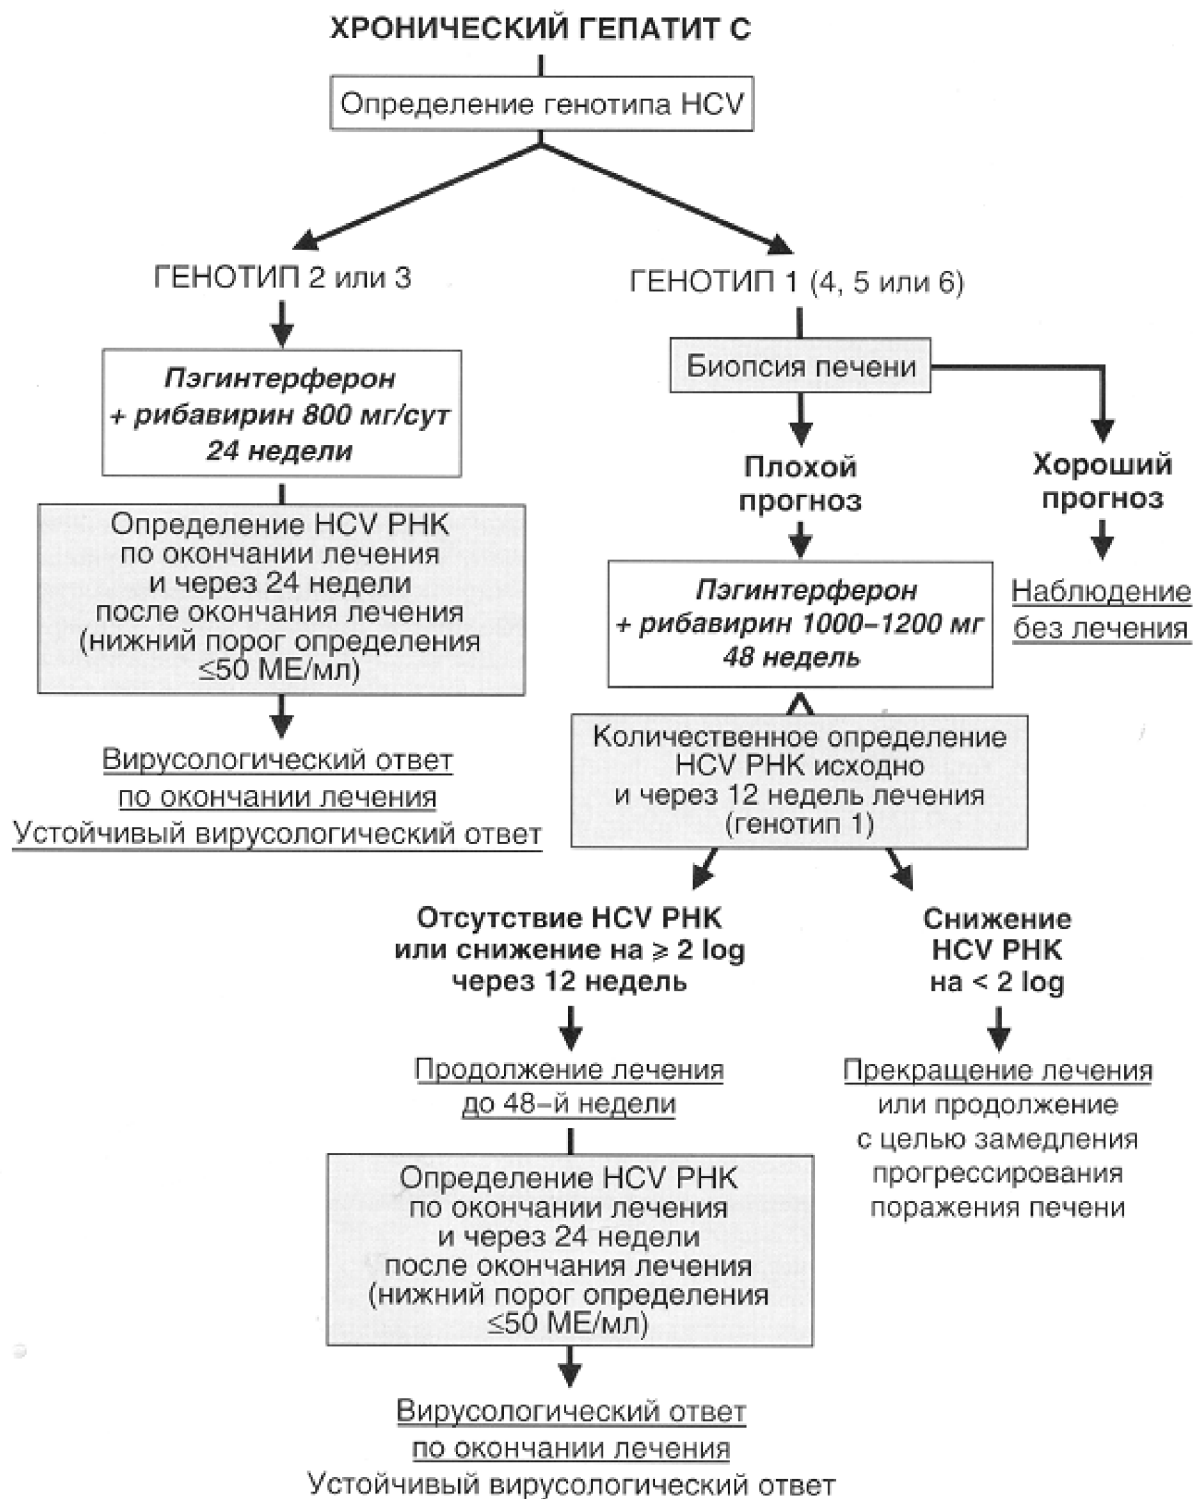 ХРОНИЧЕСКИЙ ГЕПАТИТ С
Определение генотипа HCV
ГЕНОТИП 2 или 3
Пэгинтерферон
+ рибавирин 800 мг/сут
24 недели
Определение HCV РНК
по окончании лечения
и через 24 недели
после окончания лечения
(нижний порог определения
≤50 МЕ/мл)
Вирусологический ответ
по окончании лечения
Устойчивый вирусологический ответ
ГЕНОТИП 1 (4, 5 или 6)
Биопсия печени
Плохой
прогноз
Хороший
прогноз
Наблюдение
без лечения
Пэгинтерферон
+ рибавирин 1000–1200 мг
48 недель
Количественное определение
HCV РНК исходно
и через 12 недель лечения
(генотип 1)
Отсутствие HCV РНК
или снижение на ⩾ 2 log
через 12 недель
Продолжение лечения
до 48–й недели
Определение HCV РНК
по окончании лечения
и через 24 недели
после окончания лечения
(нижний порог определения
≤50 МЕ/мл)
Вирусологический ответ
по окончании лечения
Устойчивый вирусологический ответ
Снижение
HCV РНК
на < 2 log
Прекращение лечения
или продолжение
с целью замедления
прогрессирования
поражения печени